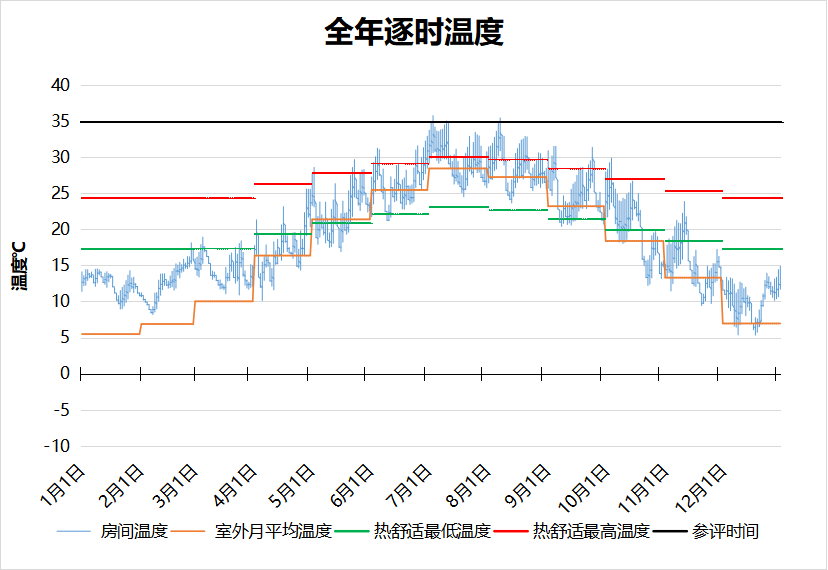 全年逐时温度
40
35
30
25
20
15
10
5
0
-5
-10
温度℃
1月1日
2月1日
3月1日
4月1日
5月1日
6月1日
7月1日
8月1日
9月1日
10月1日
11月1日
12月1日
房间温度 室外月平均温度 热舒适最低温度 热舒适最高温度 参评时间